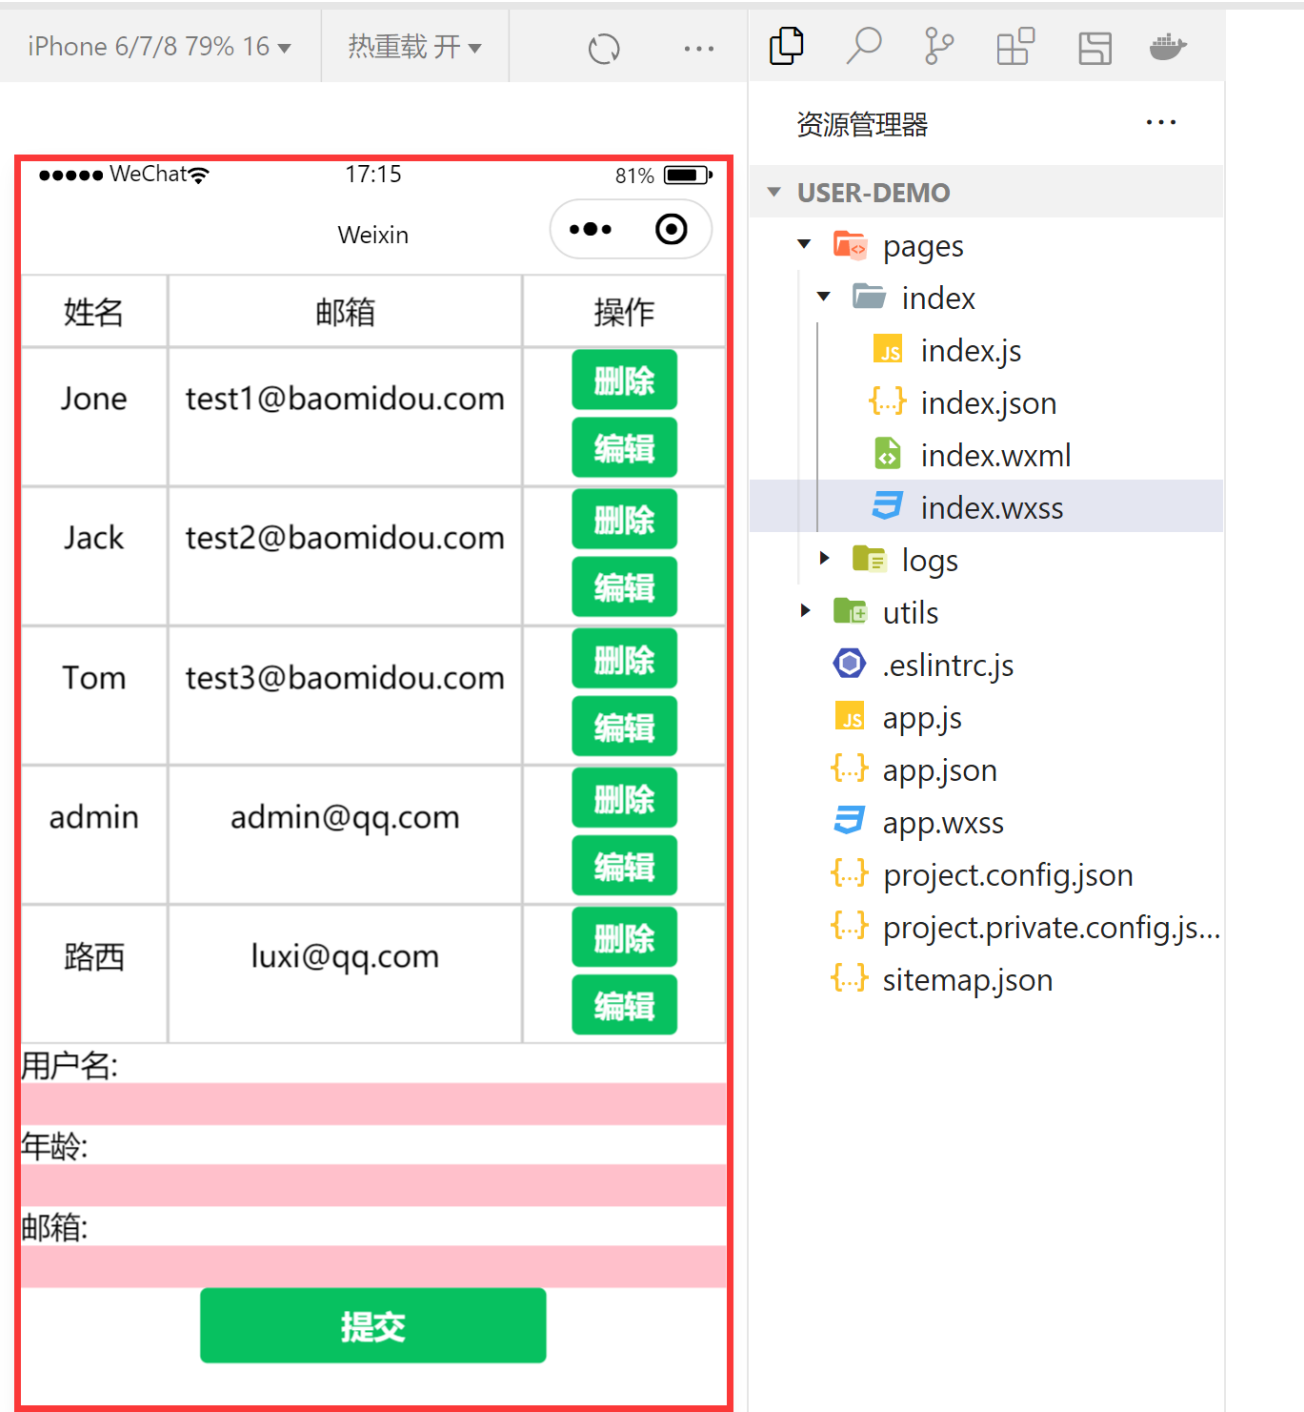 iPhone 6/7/8 79% 16
热重载 开
WeChat
17:15
81%
Weixin
姓名 邮箱 操作
Jone test1@baomidou.com 删除
编辑
Jack test2@baomidou.com 删除
编辑
Tom test3@baomidou.com 删除
编辑
admin admin@qq.com 删除
编辑
路西 luxi@qq.com 删除
编辑
用户名:
年龄:
邮箱:
提交
资源管理器
USER-DEMO
pages
index
JS index.js
{...} index.json
index.wxml
index.wxss
logs
utils
.eslintrc.js
JS app.js
{...} app.json
app.wxss
{...} project.config.json
{...} project.private.config.js...
{...} sitemap.json